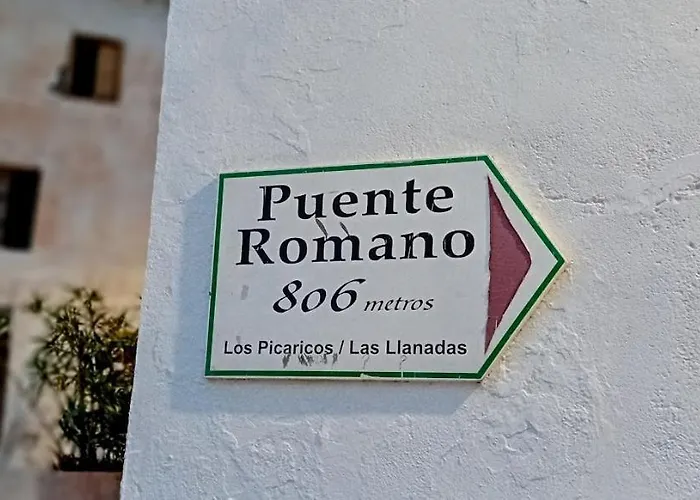 Puente
Romano
806 metros
Los Picaricos / Las Llanadas